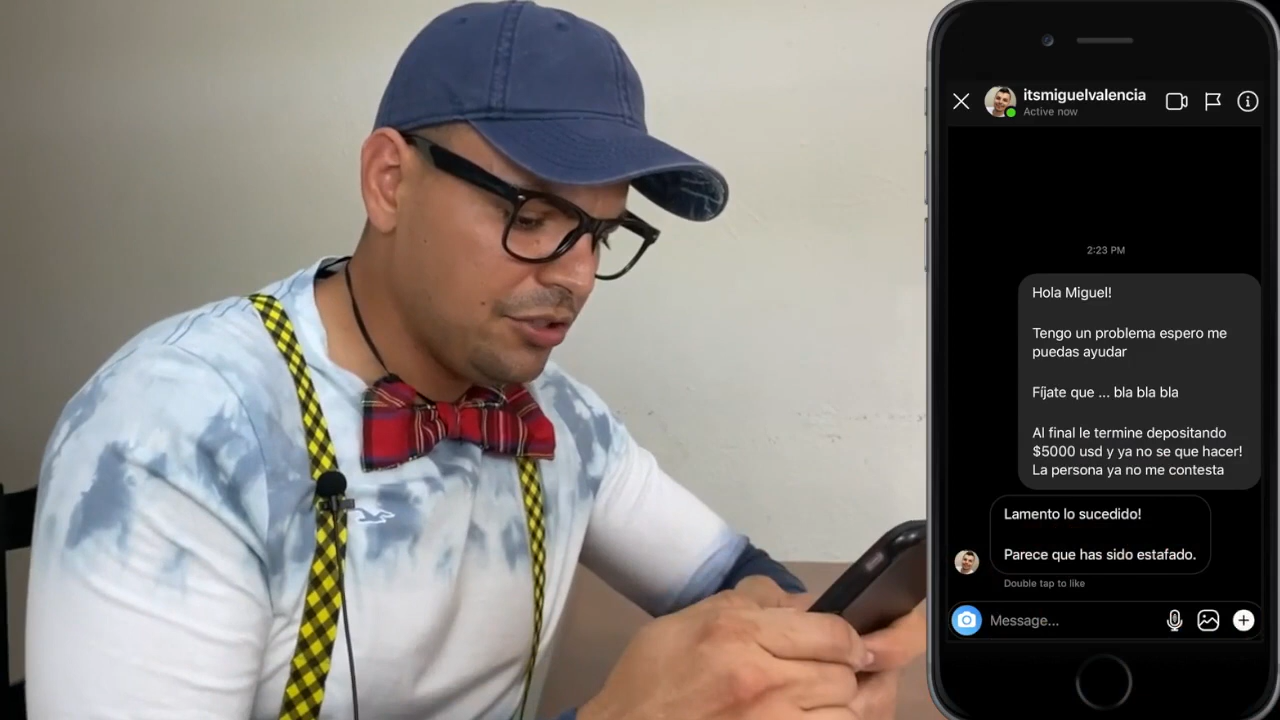 itsmiguelvalencia
Active now
2:23 PM
Hola Miguel!
Tengo un problema espero me
puedas ayudar
Fíjate que ... bla bla bla
Al final le termine depositando
$5000 usd y ya no se que hacer!
La persona ya no me contesta
Lamento lo sucedido!
Parece que has sido estafado.
Double tap to like
Message...